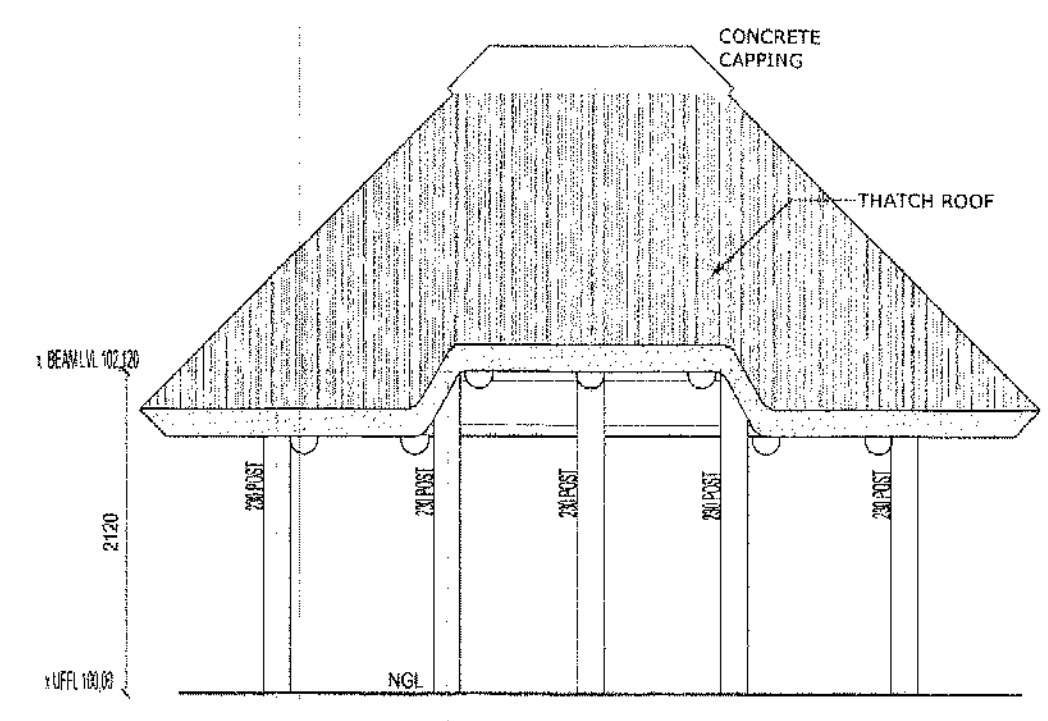 CONCRETE
CAPPING
THATCH ROOF
x BEAM LVL 102,120
230 POST
230 POST
230 POST
230 POST
230 POST
2120
x UFFL 100,00
NGL